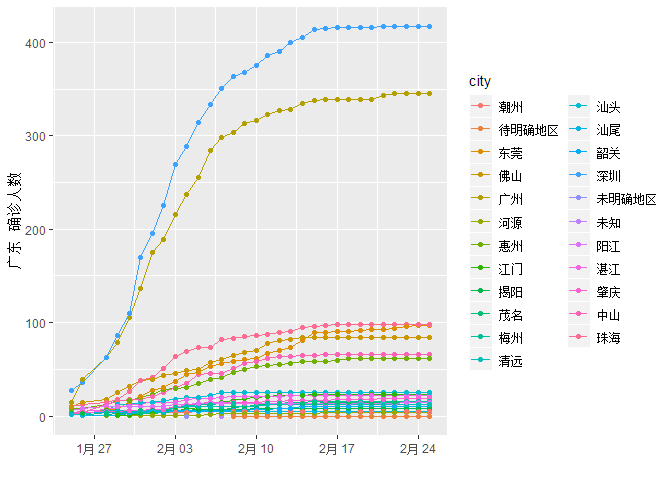 400
300
200
100
0
广东 确诊人数
1月 27
2月 03
2月 10
2月 17
2月 24
city
潮州
待明确地区
东莞
佛山
广州
河源
惠州
江门
揭阳
茂名
梅州
清远
汕头
汕尾
韶关
深圳
未明确地区
未知
阳江
湛江
肇庆
中山
珠海